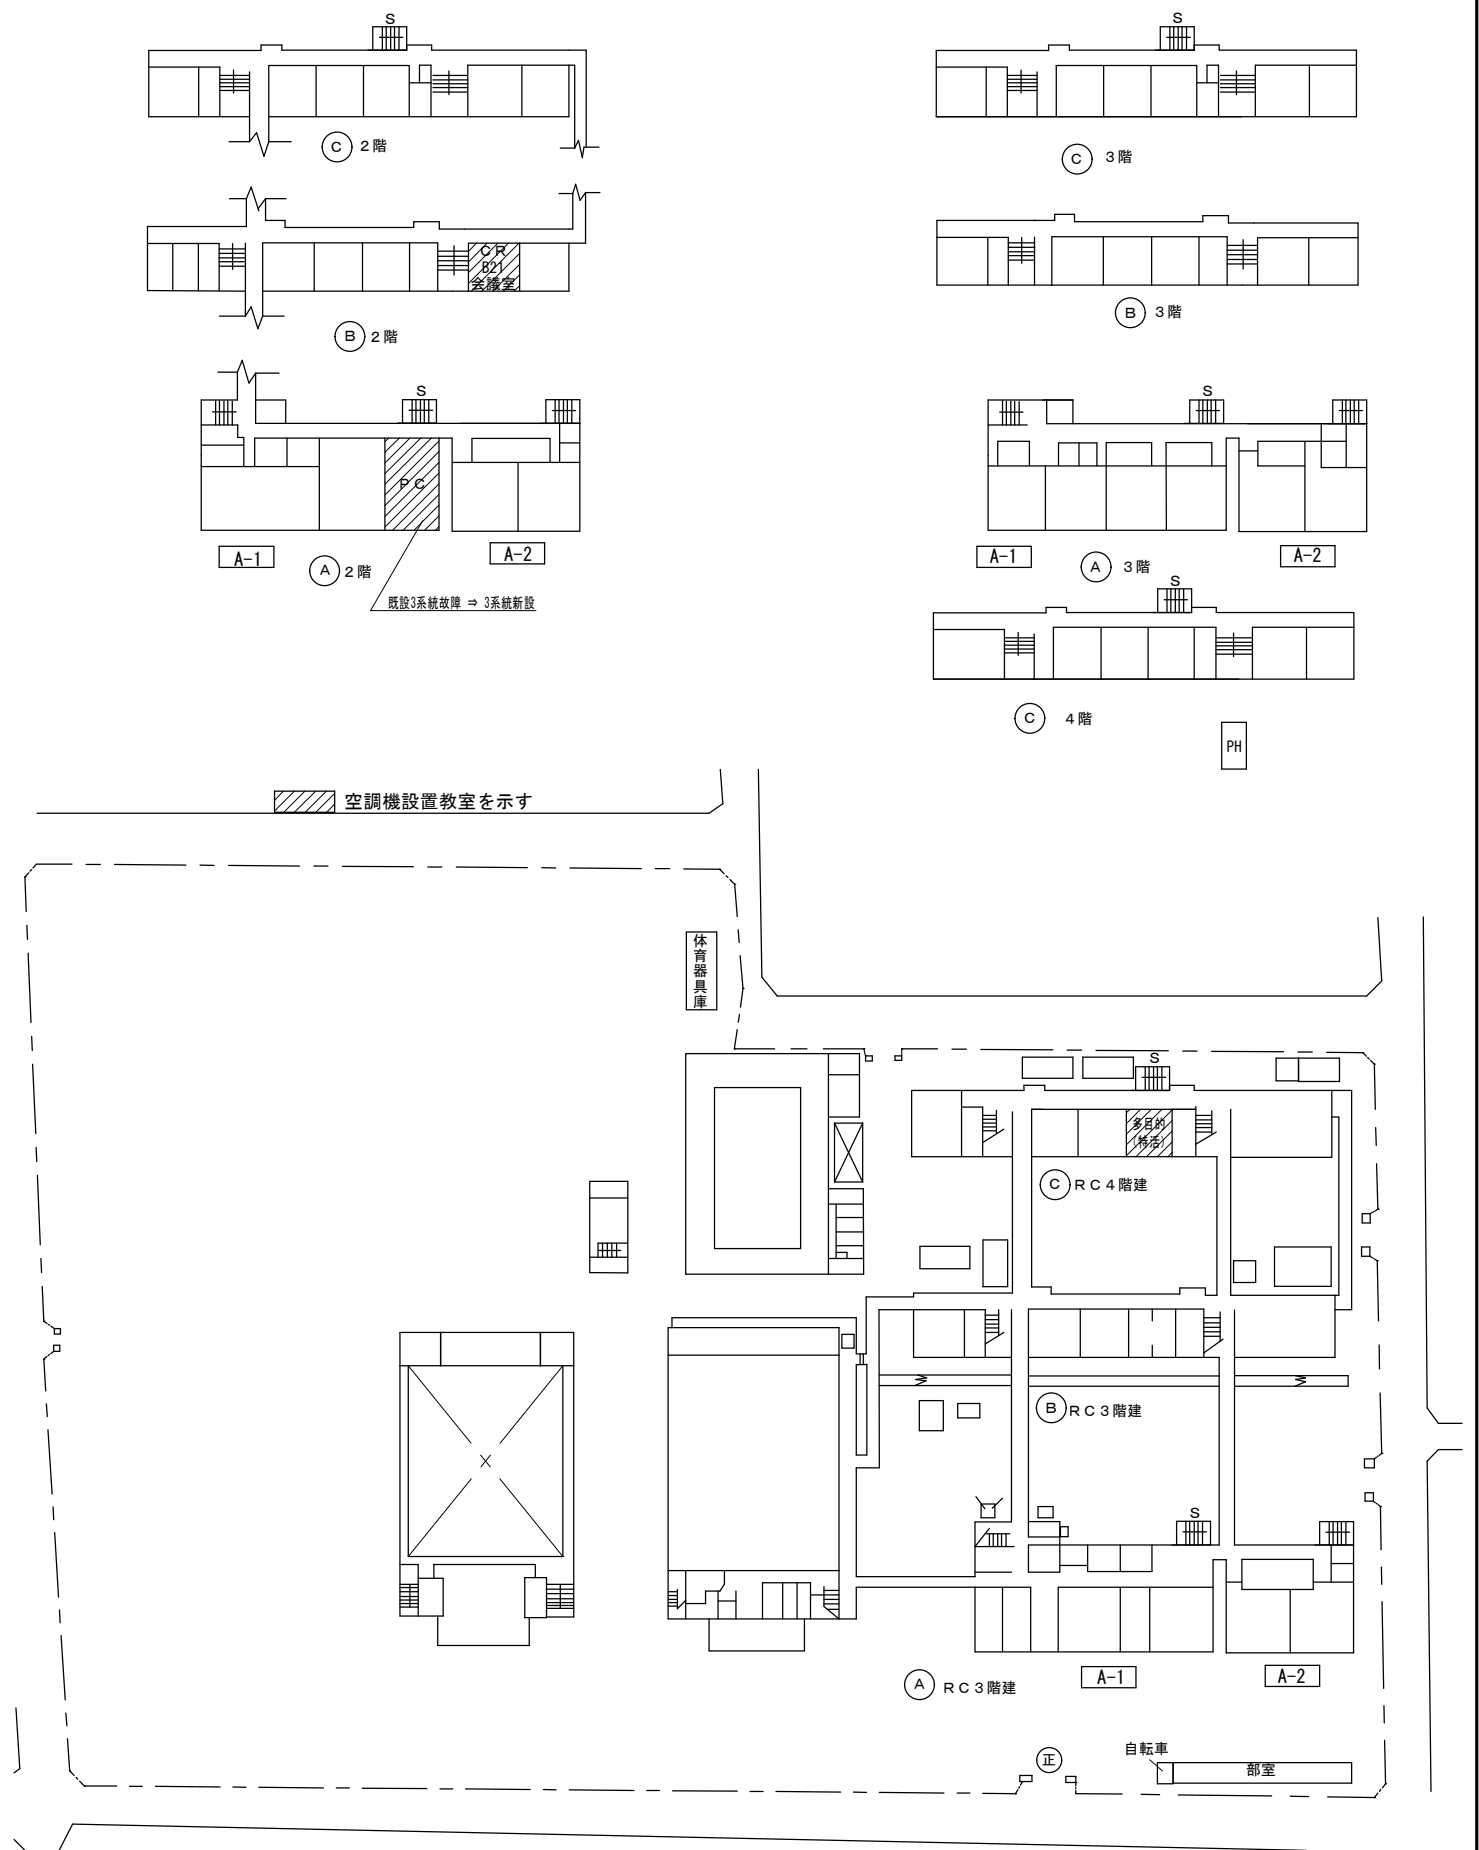 S
S
C 2階
C 3階
CR
B21
会議室
B 2階
B 3階
S
S
PC
A-1
A 2階
A-2
A-1
A 3階
A-2
既設3系統故障 ⇒ 3系統新設
S
C 4階
PH
空調機設置教室を示す
体育器具庫
S
多目的
(特活)
C RC4階建
B RC3階建
S
A RC3階建
A-1
A-2
正
自転車
部室